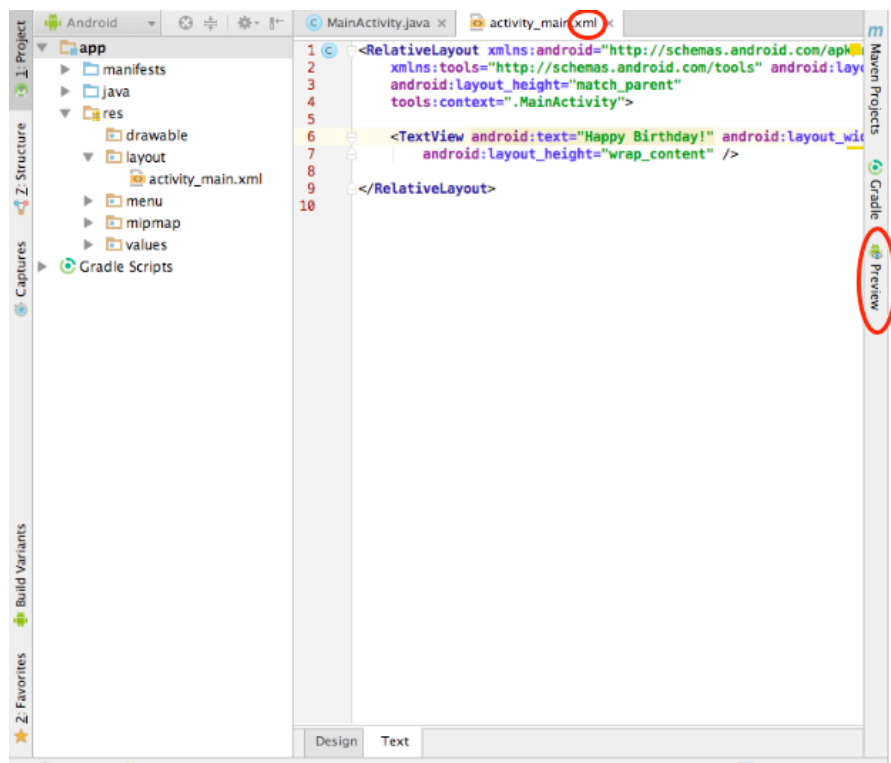 1: Project
Z: Structure
Captures
Build Variants
2: Favorites
Android
app
manifests
java
res
drawable
layout
activity_main.xml
menu
mipmap
values
Gradle Scripts
MainActivity.java ×
activity_main.xml ×
1 <RelativeLayout xmlns:android="http://schemas.android.com/apk
2 xmlns:tools="http://schemas.android.com/tools" android:layo
3 android:layout_height="match_parent"
4 tools:context=".MainActivity">
5
6 <TextView android:text="Happy Birthday!" android:layout_wid
7 android:layout_height="wrap_content" />
8
9 </RelativeLayout>
10
Design Text
m
Maven Projects
Gradle
Preview